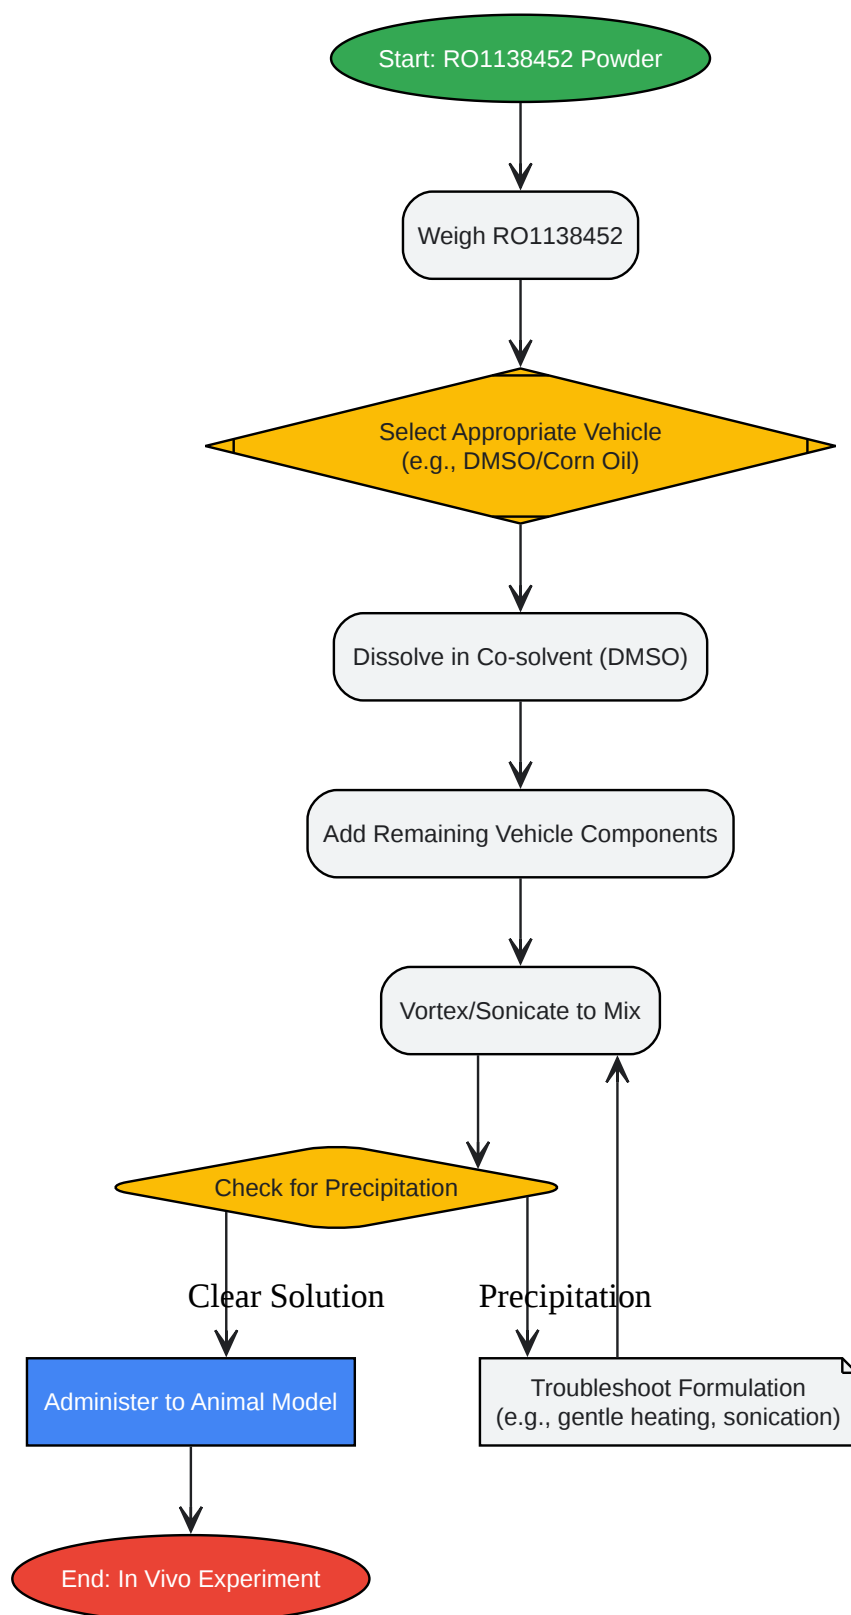 Start: RO1138452 Powder
Weigh RO1138452
Select Appropriate Vehicle
(e.g., DMSO/Corn Oil)
Dissolve in Co-solvent (DMSO)
Add Remaining Vehicle Components
Vortex/Sonicate to Mix
Check for Precipitation
Clear Solution
Precipitation
Administer to Animal Model
Troubleshoot Formulation
(e.g., gentle heating, sonication)
End: In Vivo Experiment